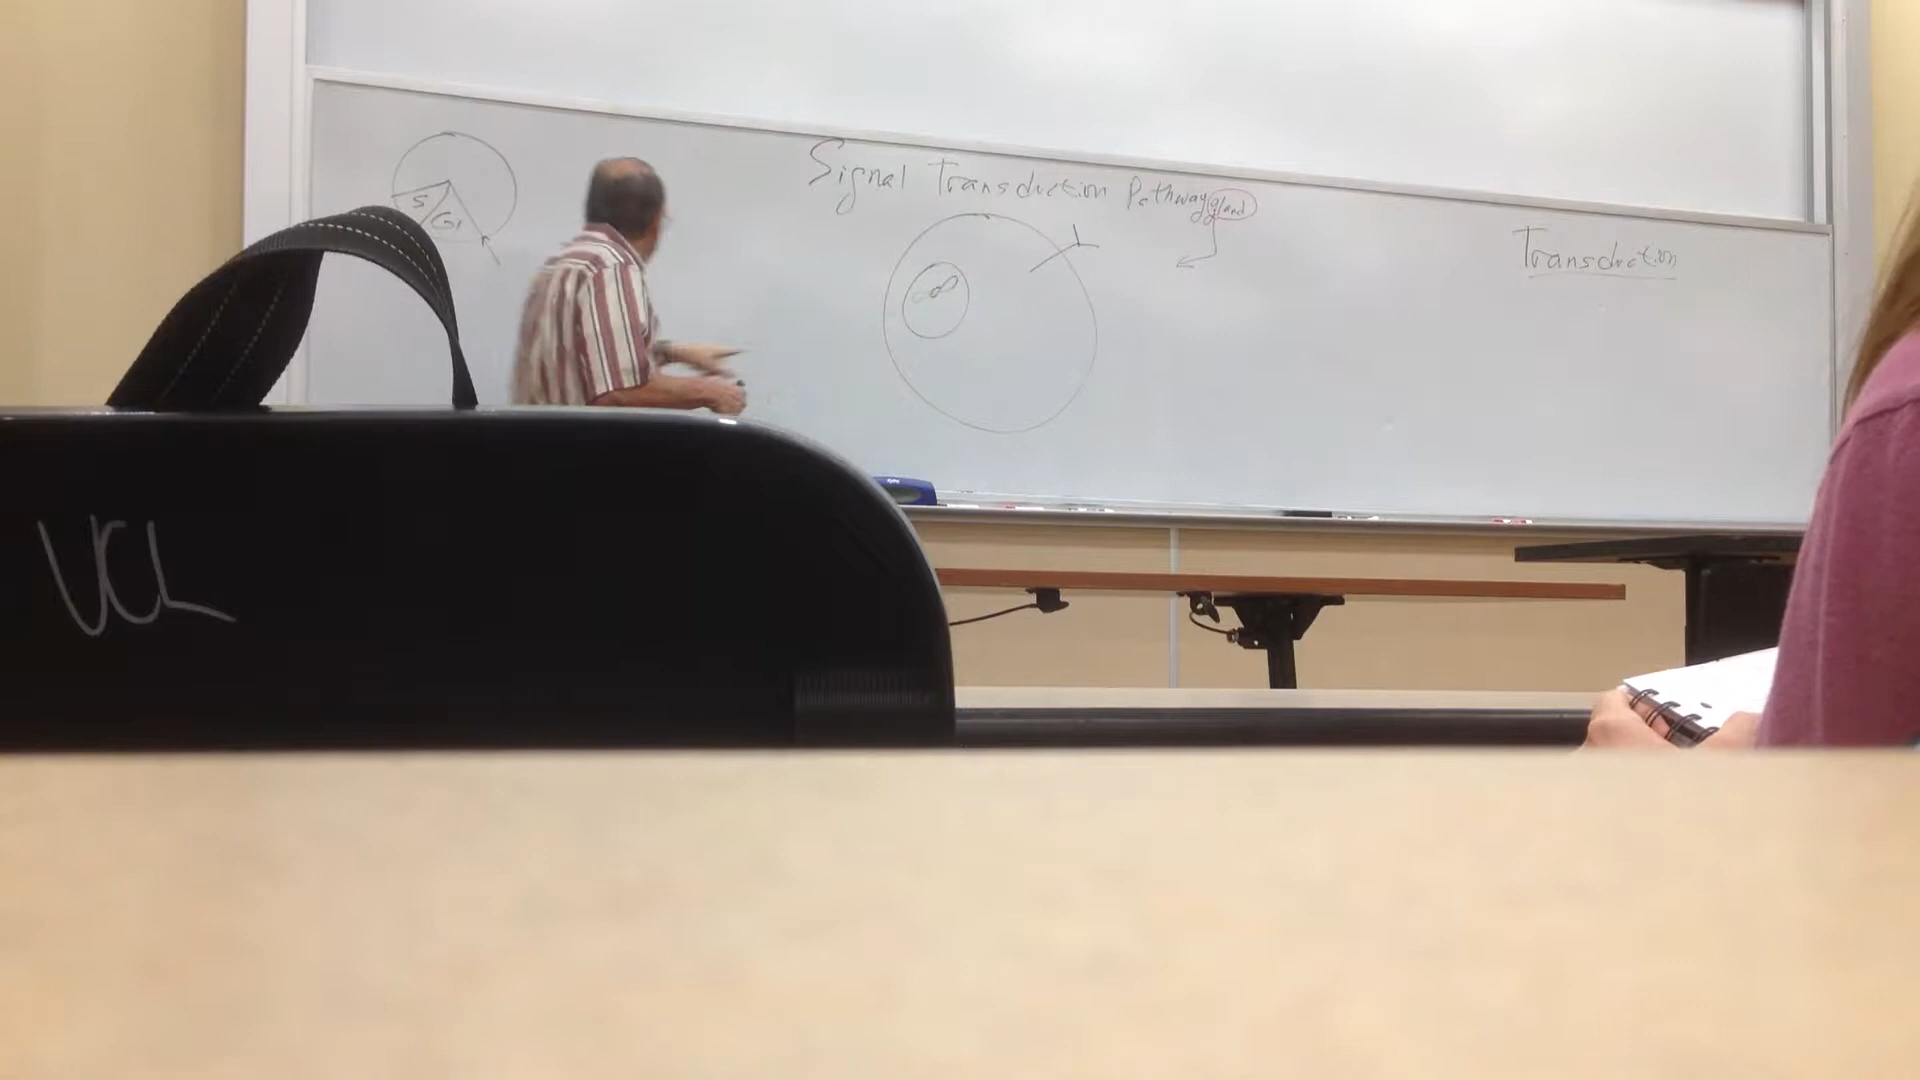 Signal Transduction Pathway
gland
Transduction
S
G1
UCL